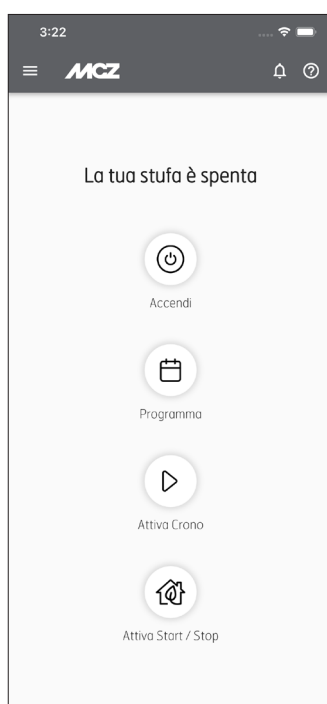 3:22
MCZ
La tua stufa è spenta
Accendi
Programma
Attiva Crono
Attiva Start / Stop